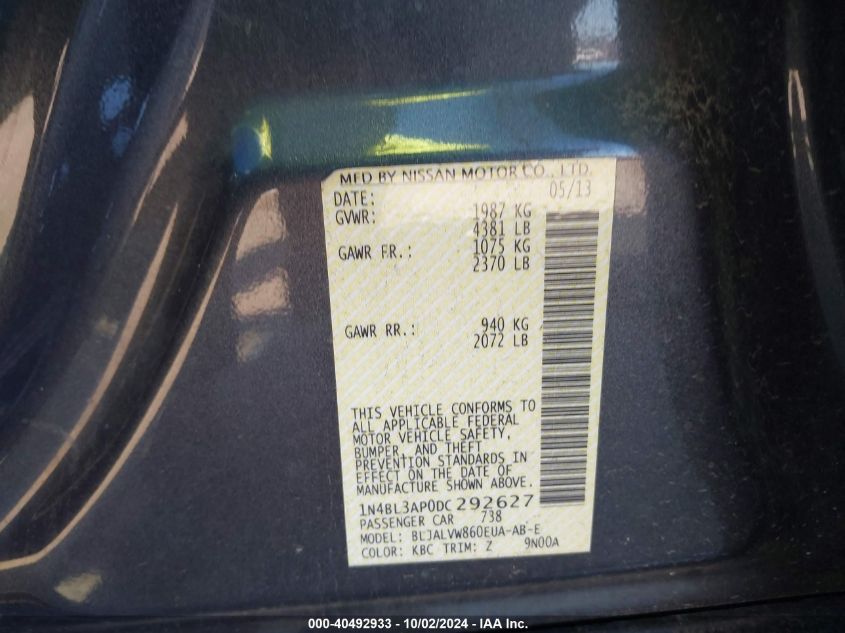 MFD BY NISSAN MOTOR CO., LTD.
DATE: 05/13
GVWR: 1987 KG
4381 LB
GAWR FR.: 1075 KG
2370 LB
GAWR RR.: 940 KG
2072 LB
THIS VEHICLE CONFORMS TO
ALL APPLICABLE FEDERAL
MOTOR VEHICLE SAFETY,
BUMPER, AND THEFT
PREVENTION STANDARDS IN
EFFECT ON THE DATE OF
MANUFACTURE SHOWN ABOVE.
1N4BL3AP0DC292627
PASSENGER CAR 738
MODEL: BLJALVW860EUA-AB-E
COLOR: KBC TRIM: Z 9N00A
000-40492933 - 10/02/2024 - IAA Inc.